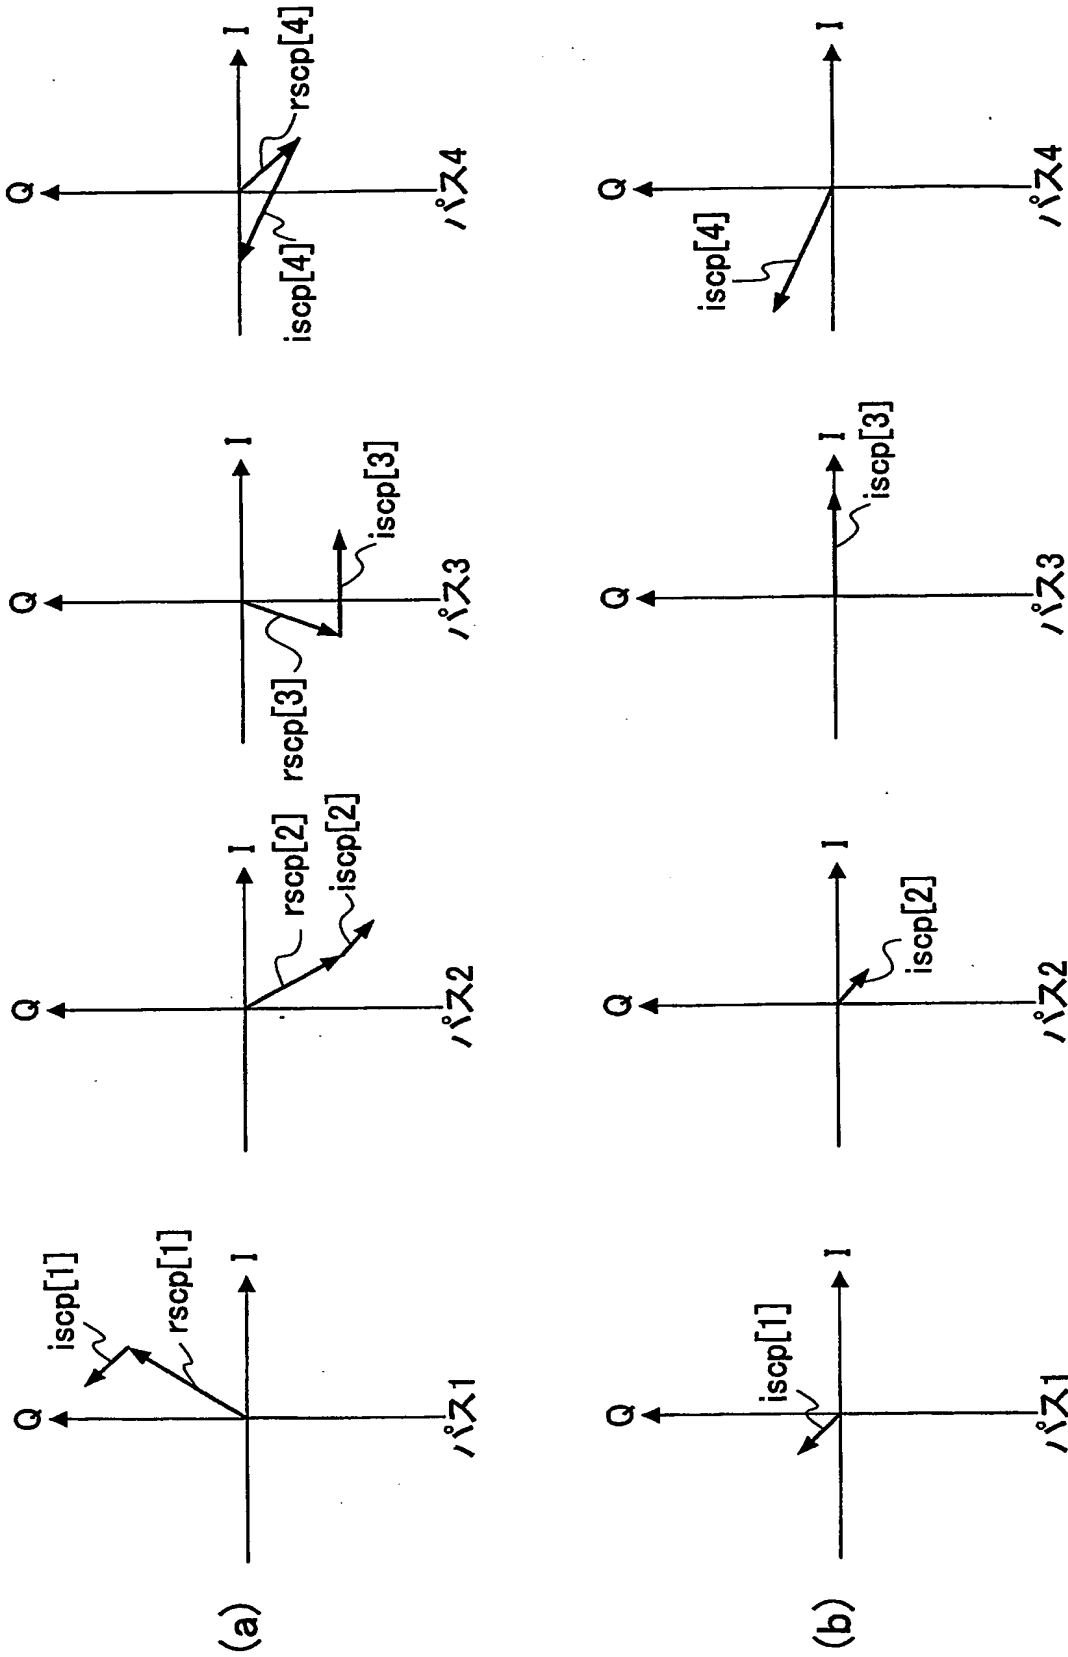 (a)
Q
iscp[1]
rscp[1]
I
パス1
Q
I
rscp[2]
iscp[2]
パス2
Q
I
rscp[3]
iscp[3]
パス3
Q
I
iscp[4]
rscp[4]
パス4
(b)
Q
iscp[1]
I
パス1
Q
I
iscp[2]
パス2
Q
I
iscp[3]
パス3
Q
iscp[4]
I
パス4